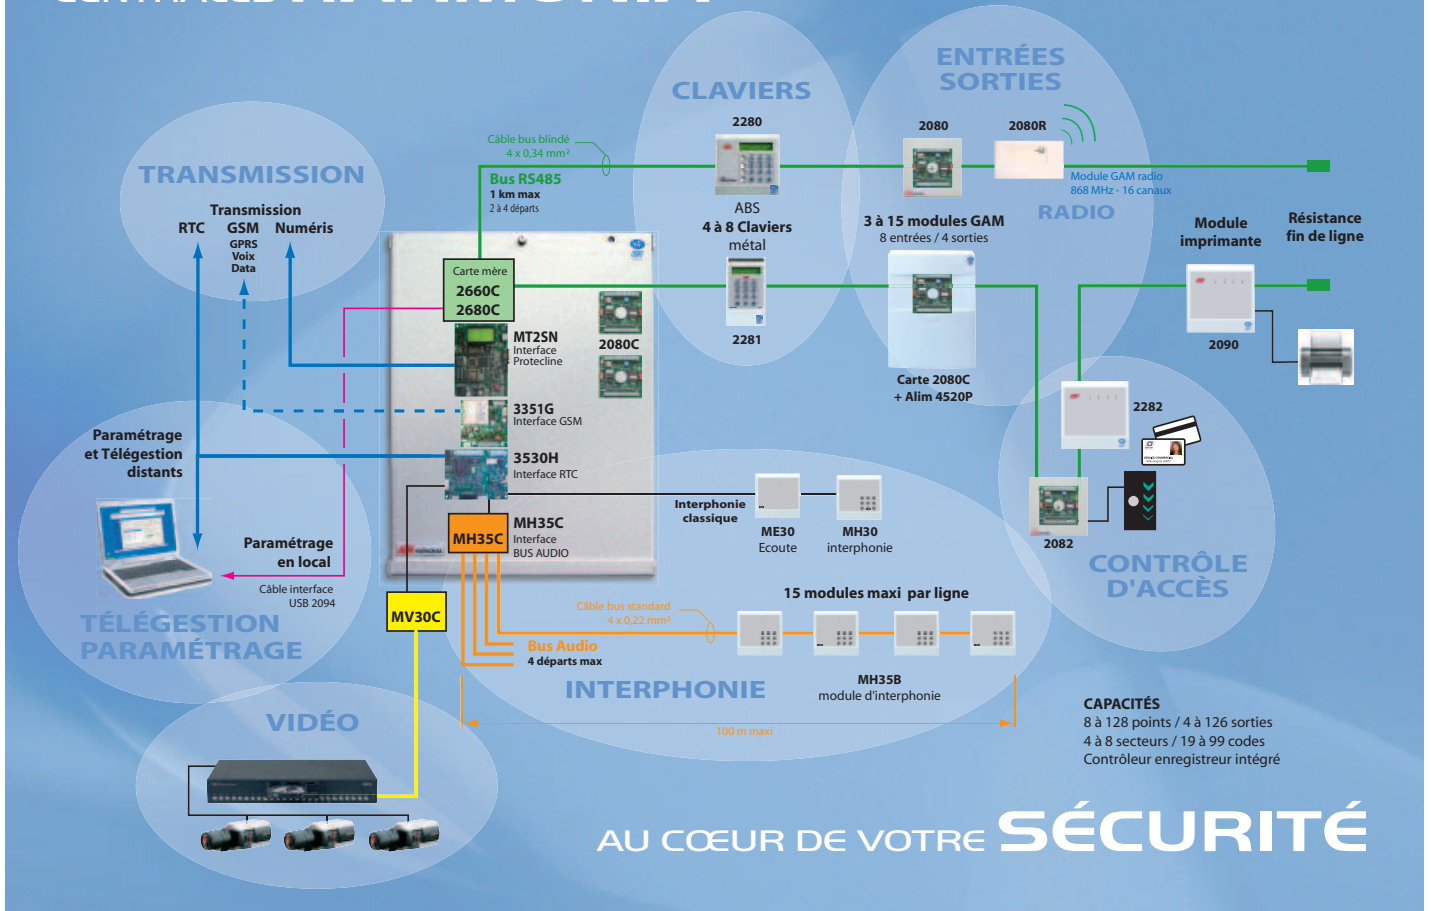 CENTRALES HARMONIA
ENTRÉES
SORTIES
CLAVIERS
2280
2080
2080R
Câble bus blindé
4 x 0,34 mm²
TRANSMISSION
Bus RS485
1 km max
2 à 4 départs
Module GAM radio
868 MHz - 16 canaux
RADIO
Transmission
RTC GSM Numéris
GPRS
Voix
Data
ABS
4 à 8 Claviers
métal
3 à 15 modules GAM
8 entrées / 4 sorties
Module
imprimante
Résistance
fin de ligne
Carte mère
2660C
2680C
MT2SN
Interface
Protecline
2080C
2281
2090
Carte 2080C
+ Alim 4520P
3351G
Interface GSM
2282
Paramétrage
et Télégestion
distants
3530H
Interface RTC
Interphonie
classique
ME30
Ecoute
MH30
interphonie
MH35C
MH35C
Interface
BUS AUDIO
2082
Paramétrage
en local
Câble interface
USB 2094
CONTRÔLE
D'ACCÈS
TÉLÉGESTION
PARAMÉTRAGE
MV30C
Câble bus standard
4 x 0,22 mm²
15 modules maxi par ligne
Bus Audio
4 départs max
MH35B
module d'interphonie
INTERPHONIE
100 m maxi
VIDÉO
CAPACITÉS
8 à 128 points / 4 à 126 sorties
4 à 8 secteurs / 19 à 99 codes
Contrôleur enregistreur intégré
AU CŒUR DE VOTRE SÉCURITÉ